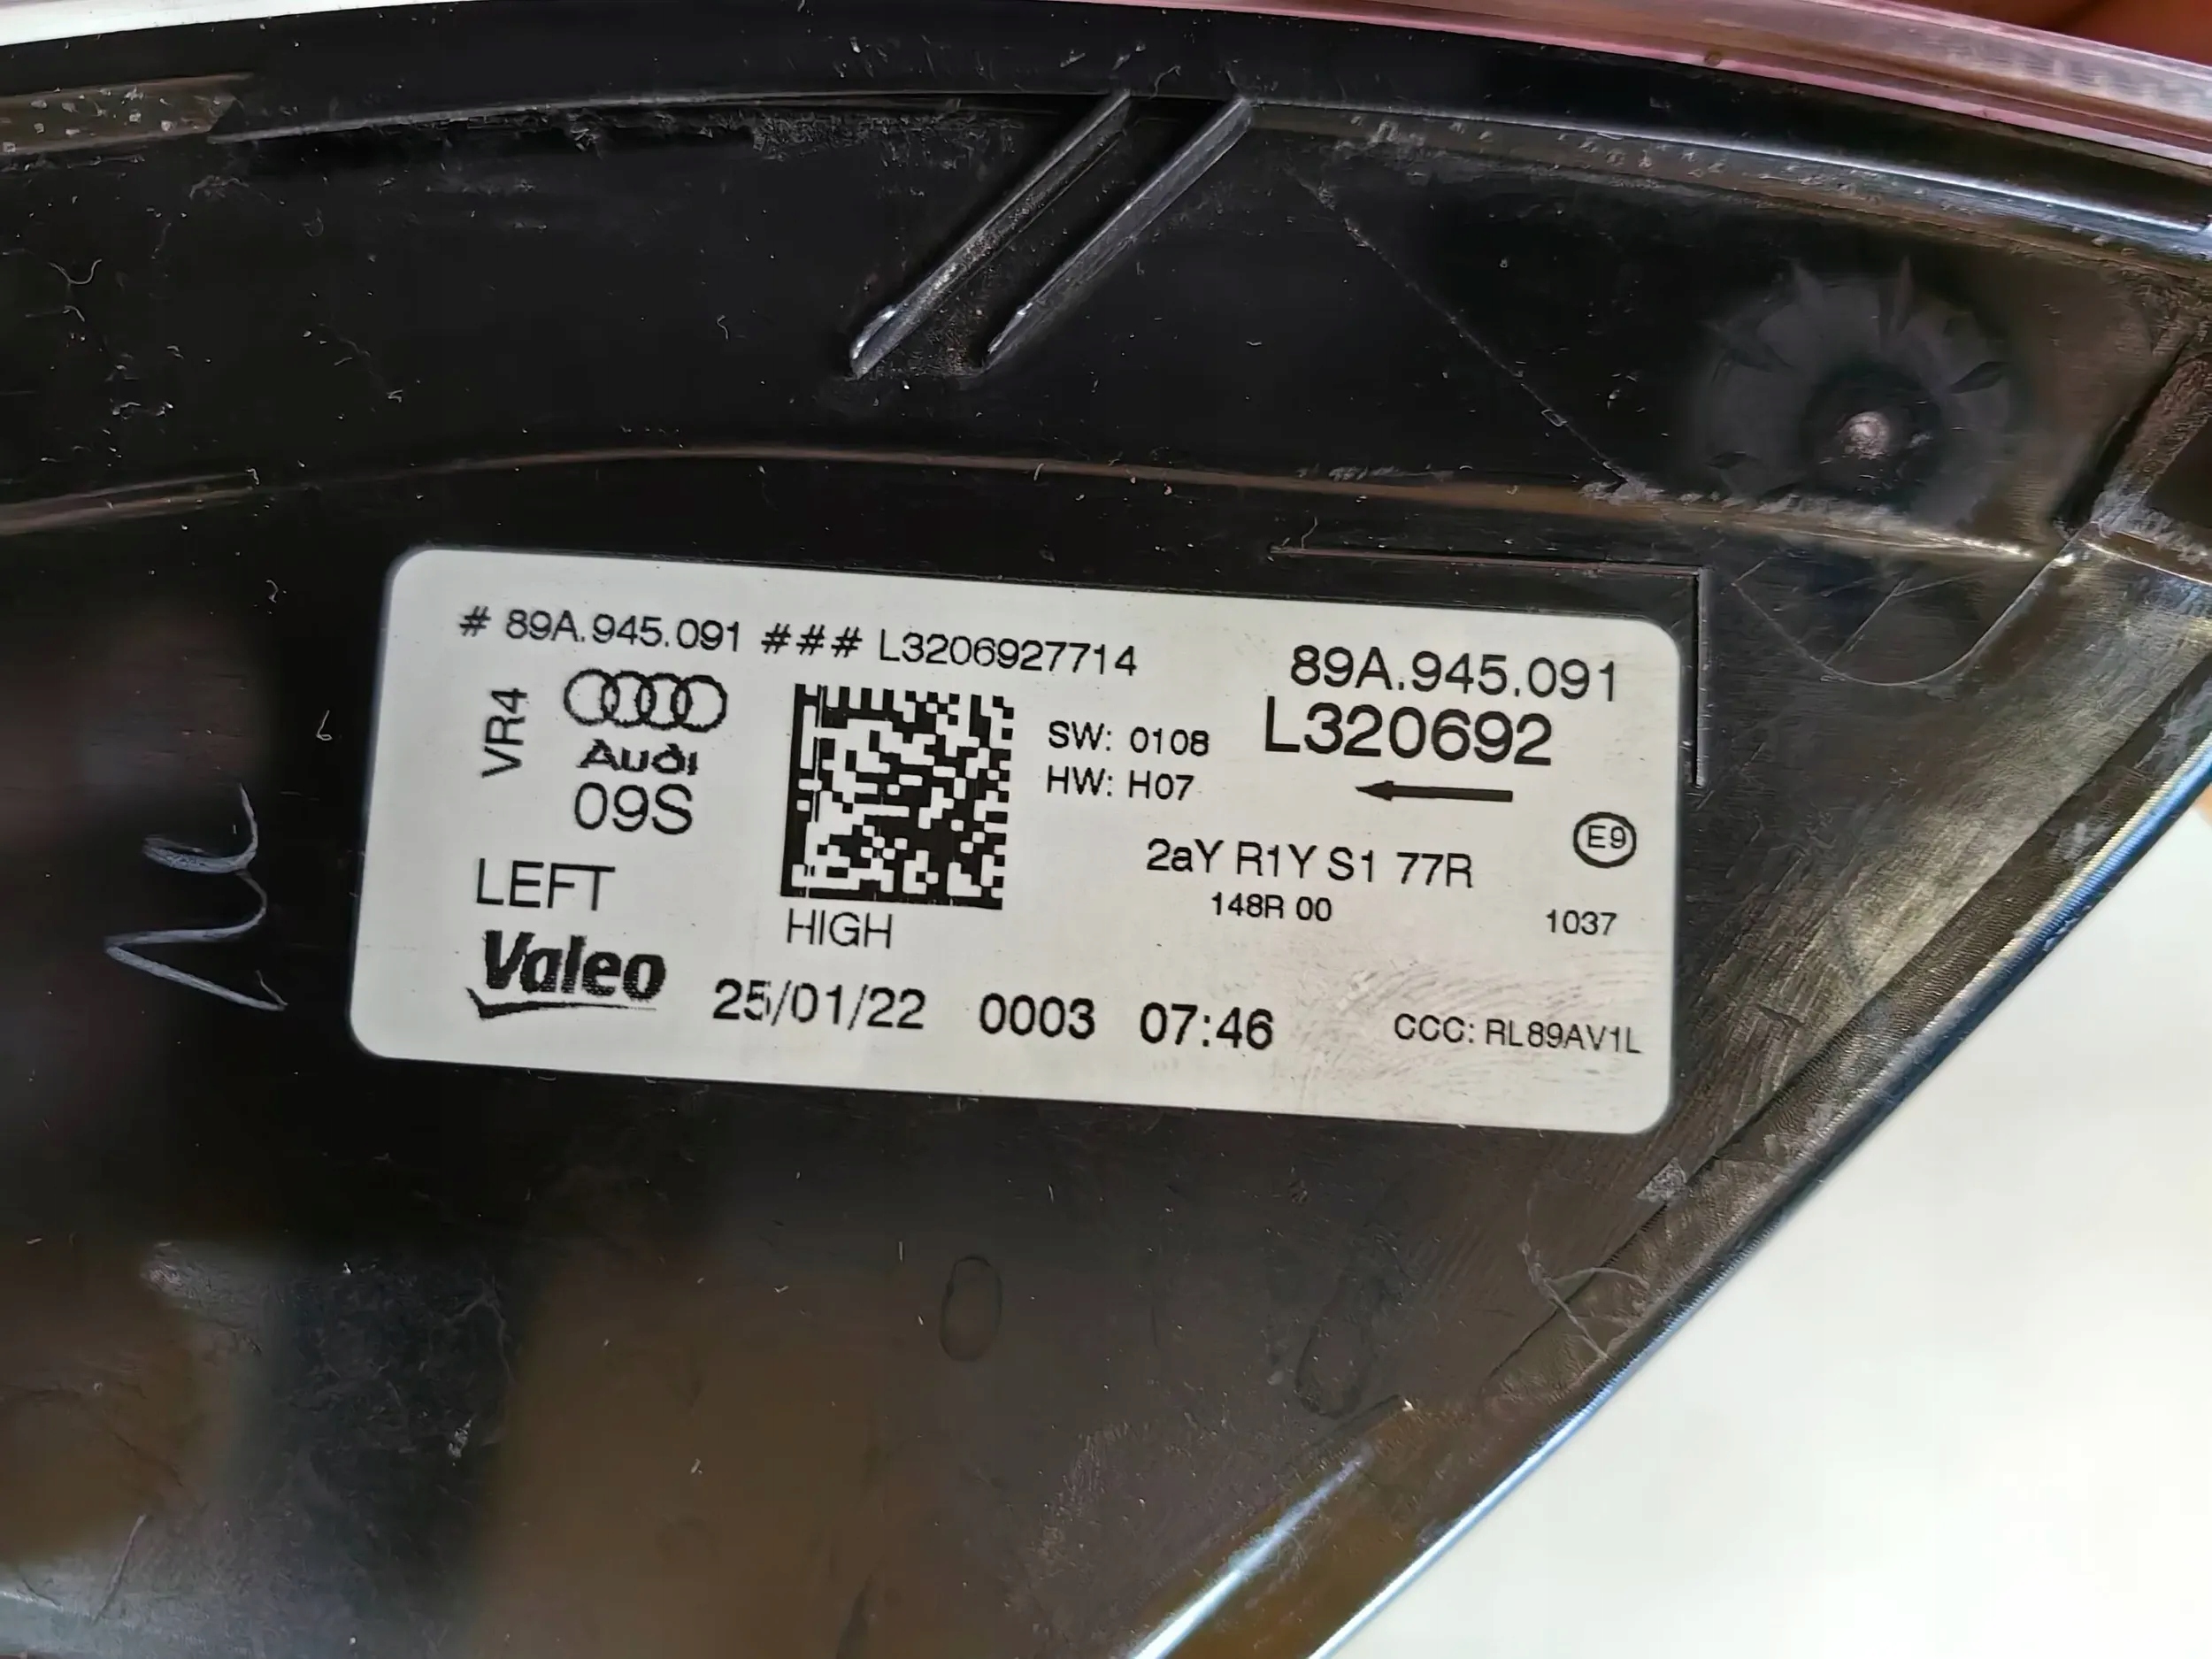 # 89A.945.091 ### L3206927714
89A.945.091
L320692
VR4
Audi
09S
SW: 0108
HW: H07
E9
2aY R1Y S1 77R
148R 00
1037
LEFT
HIGH
Valeo
25/01/22 0003 07:46
CCC: RL89AV1L